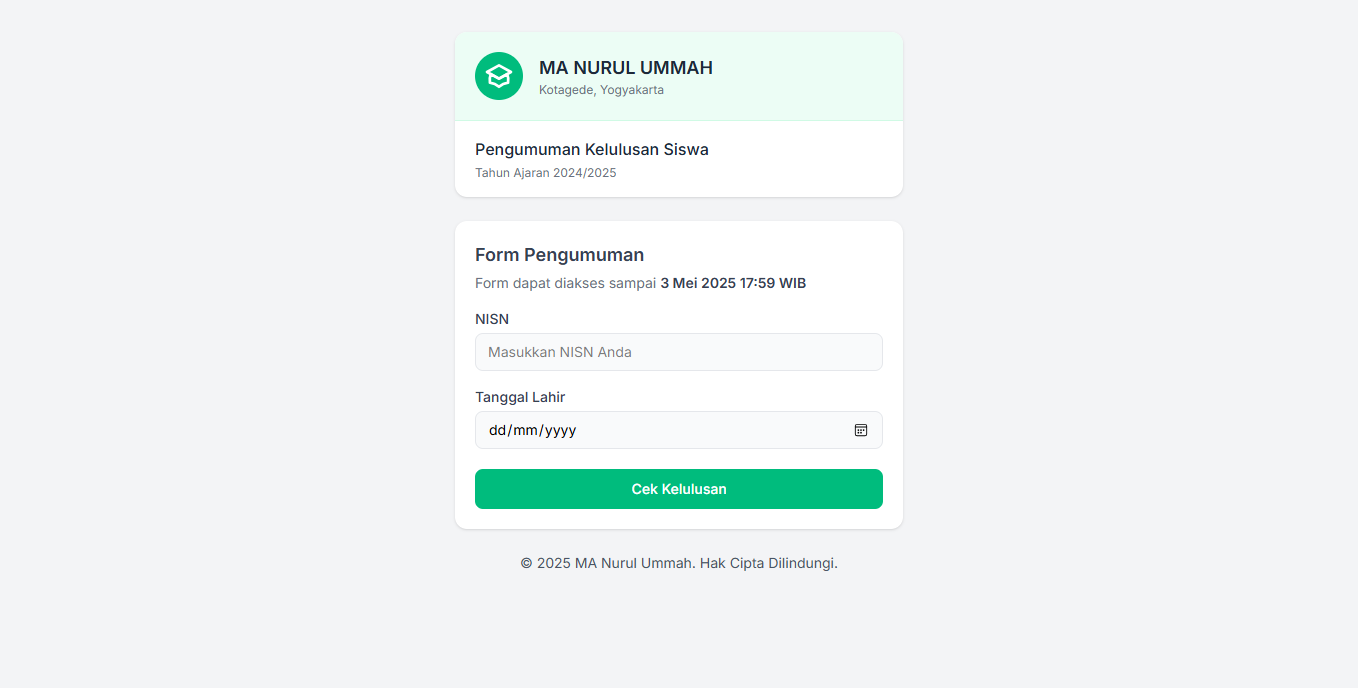 MA NURUL UMMAH
Kotagede, Yogyakarta
Pengumuman Kelulusan Siswa
Tahun Ajaran 2024/2025
Form Pengumuman
Form dapat diakses sampai 3 Mei 2025 17:59 WIB
NISN
Masukkan NISN Anda
Tanggal Lahir
dd/mm/yyyy
Cek Kelulusan
© 2025 MA Nurul Ummah. Hak Cipta Dilindungi.